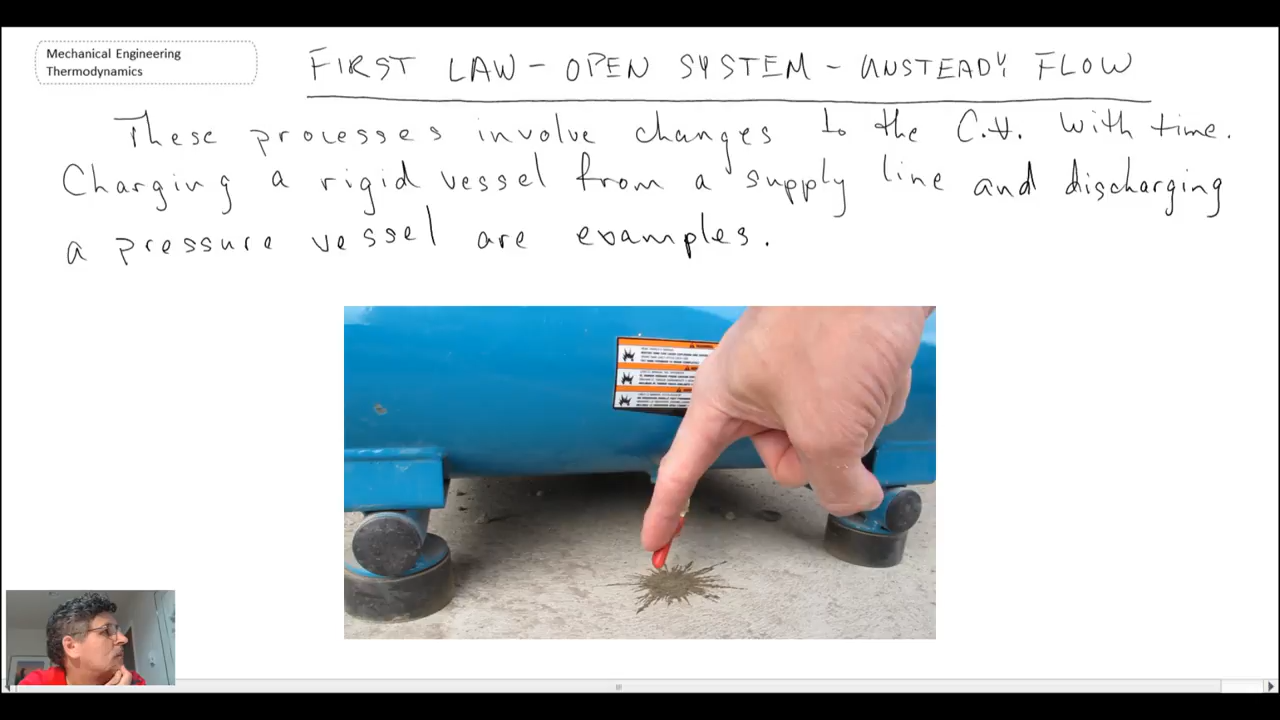 Mechanical Engineering
Thermodynamics
FIRST LAW - OPEN SYSTEM - UNSTEADY FLOW
These processes involve changes to the C.V. with time.
Charging a rigid vessel from a supply line and discharging
a pressure vessel are examples.